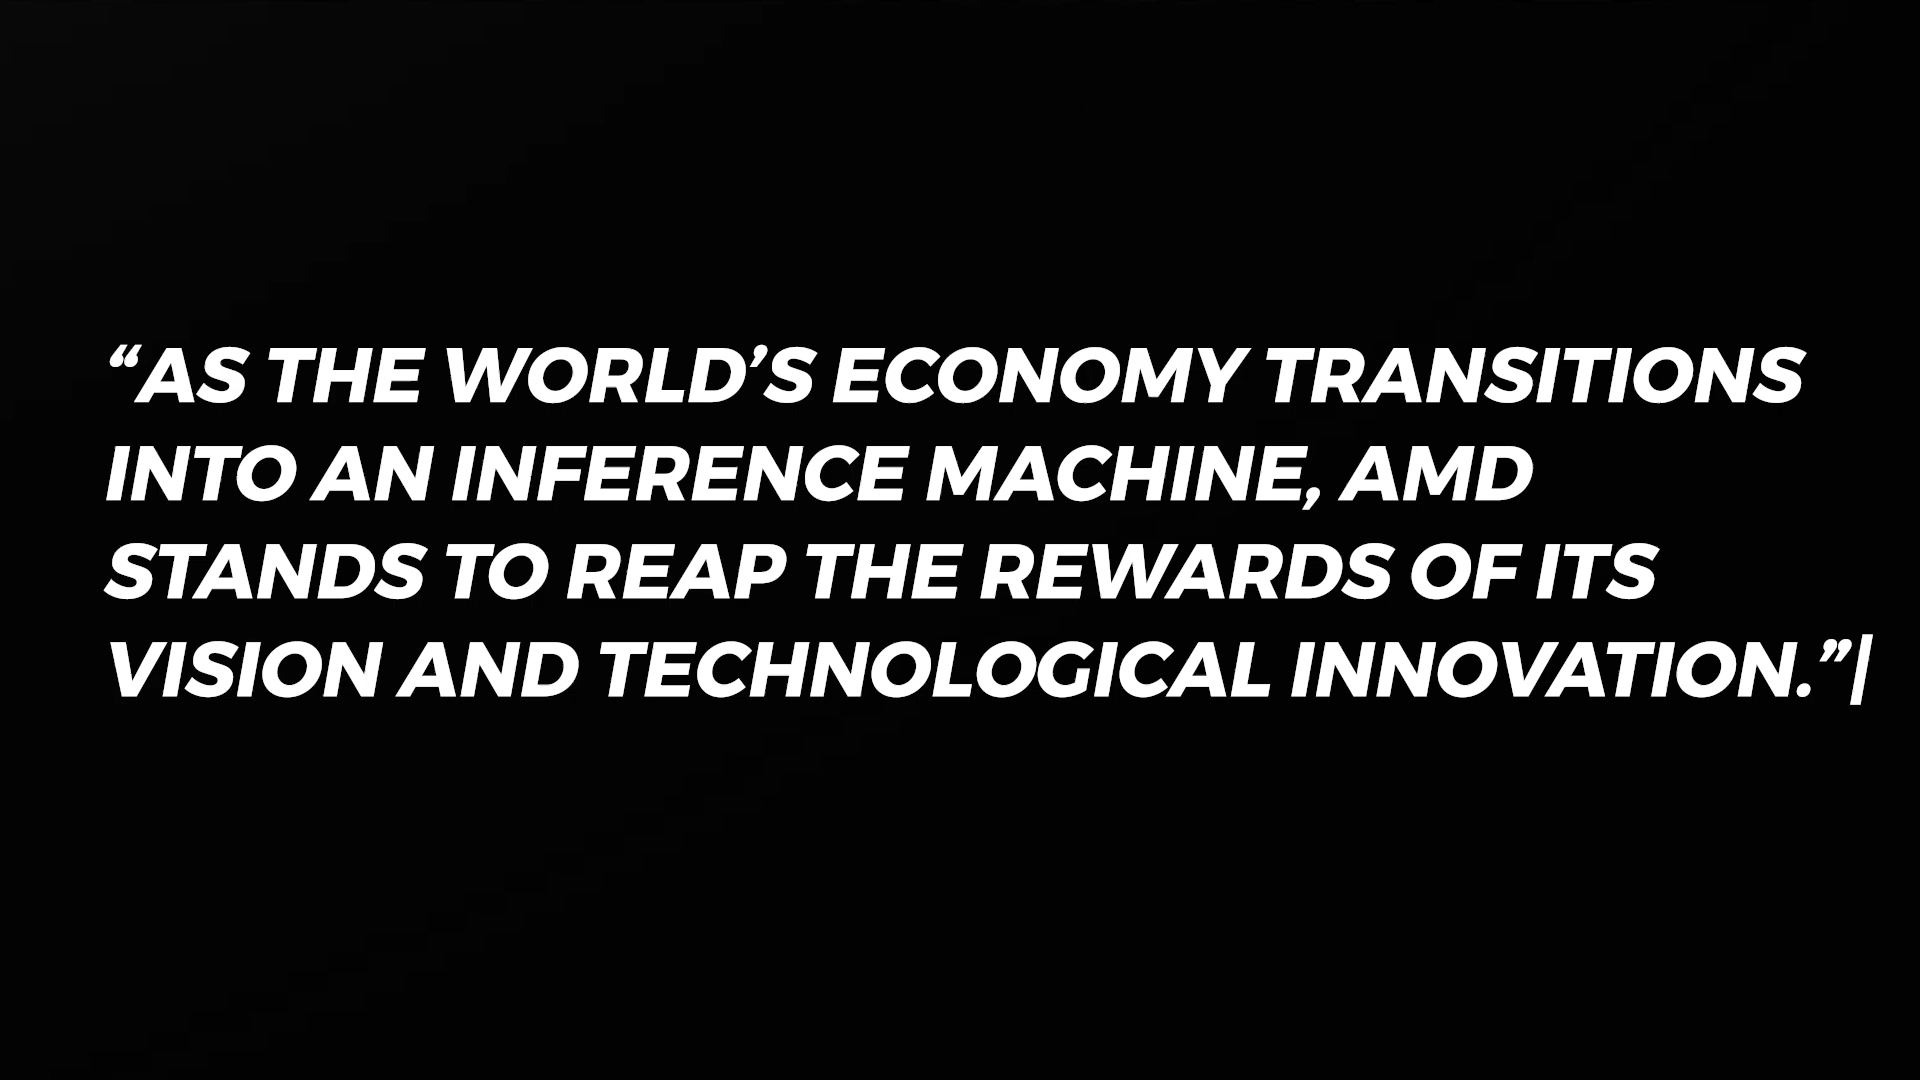 “AS THE WORLD’S ECONOMY TRANSITIONS
INTO AN INFERENCE MACHINE, AMD
STANDS TO REAP THE REWARDS OF ITS
VISION AND TECHNOLOGICAL INNOVATION.”|